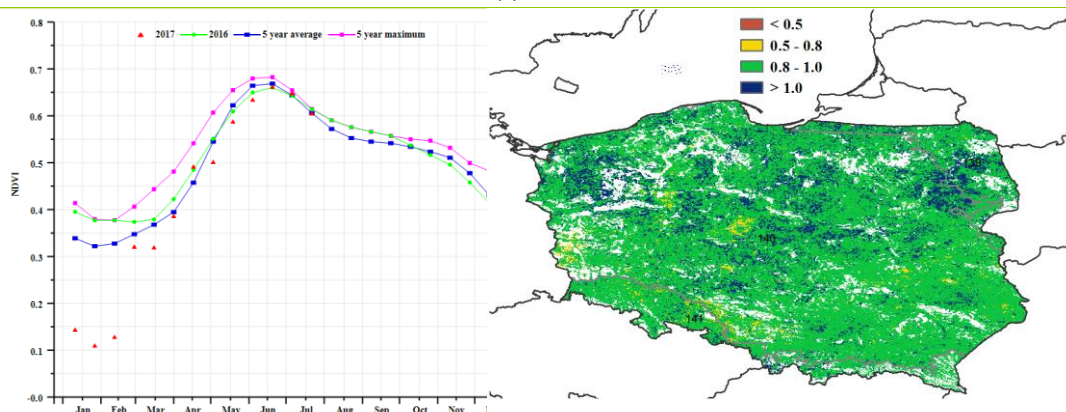 0.8
2017 2016 5 year average 5 year maximum
0.7
0.6
0.5
NDVI
0.4
0.3
0.2
0.1
-0.0
Jan Feb Mar Apr May Jun Jul Aug Sep Oct Nov
< 0.5
0.5 - 0.8
0.8 - 1.0
> 1.0
140
141